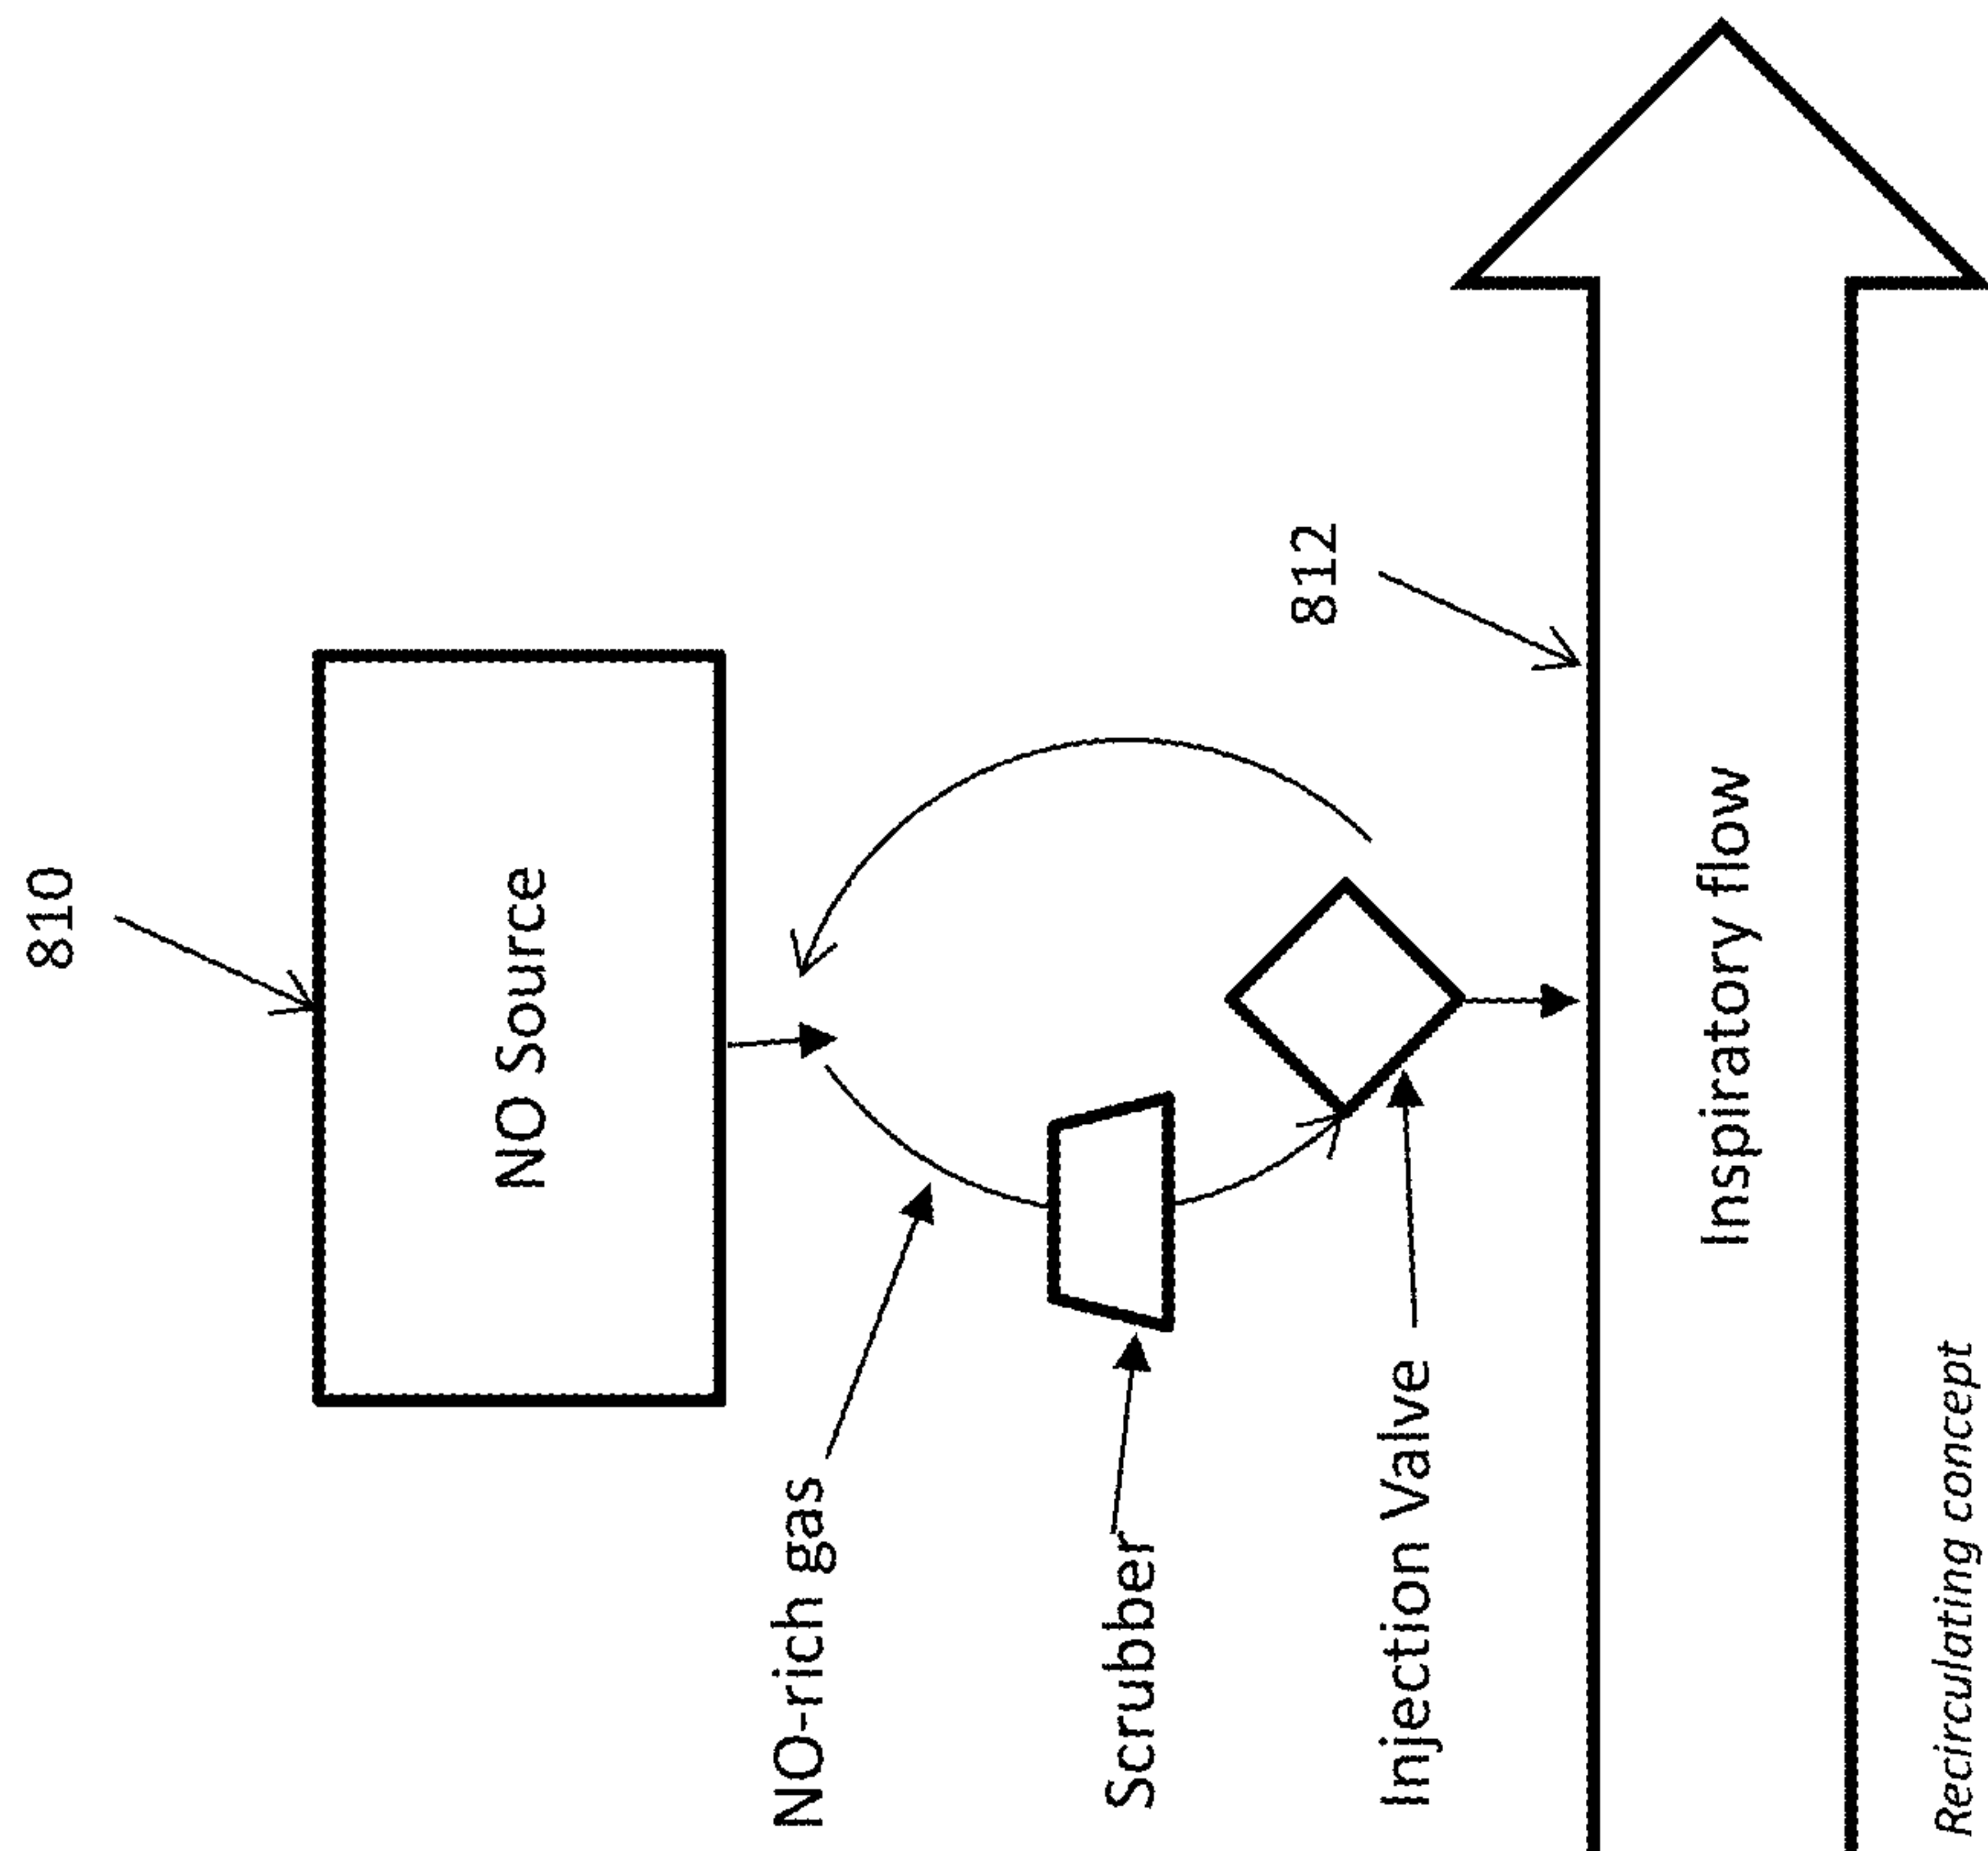 810
NO Source
812
NO-rich gas
Scrubber
Injection Valve
Inspiratory flow
Recirculating concept